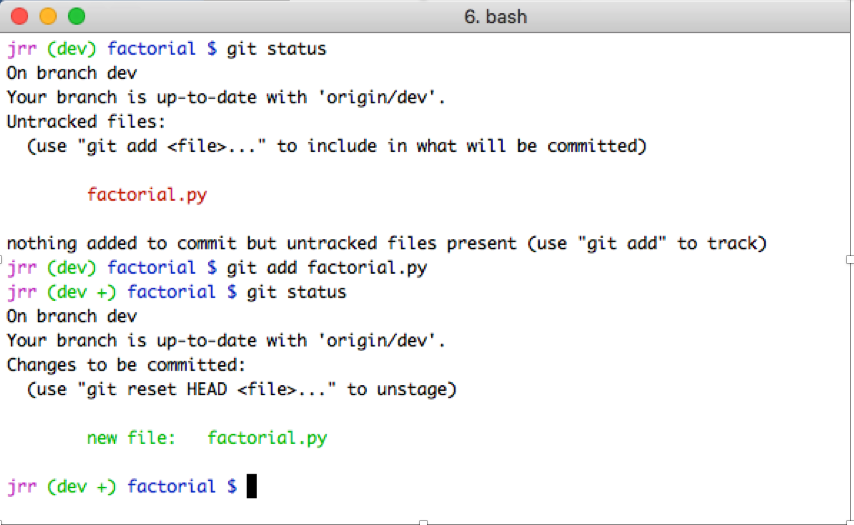 6. bash
jrr (dev) factorial $ git status
On branch dev
Your branch is up-to-date with 'origin/dev'.
Untracked files:
  (use "git add <file>..." to include in what will be committed)
        factorial.py
nothing added to commit but untracked files present (use "git add" to track)
jrr (dev) factorial $ git add factorial.py
jrr (dev +) factorial $ git status
On branch dev
Your branch is up-to-date with 'origin/dev'.
Changes to be committed:
  (use "git reset HEAD <file>..." to unstage)
        new file:   factorial.py
jrr (dev +) factorial $